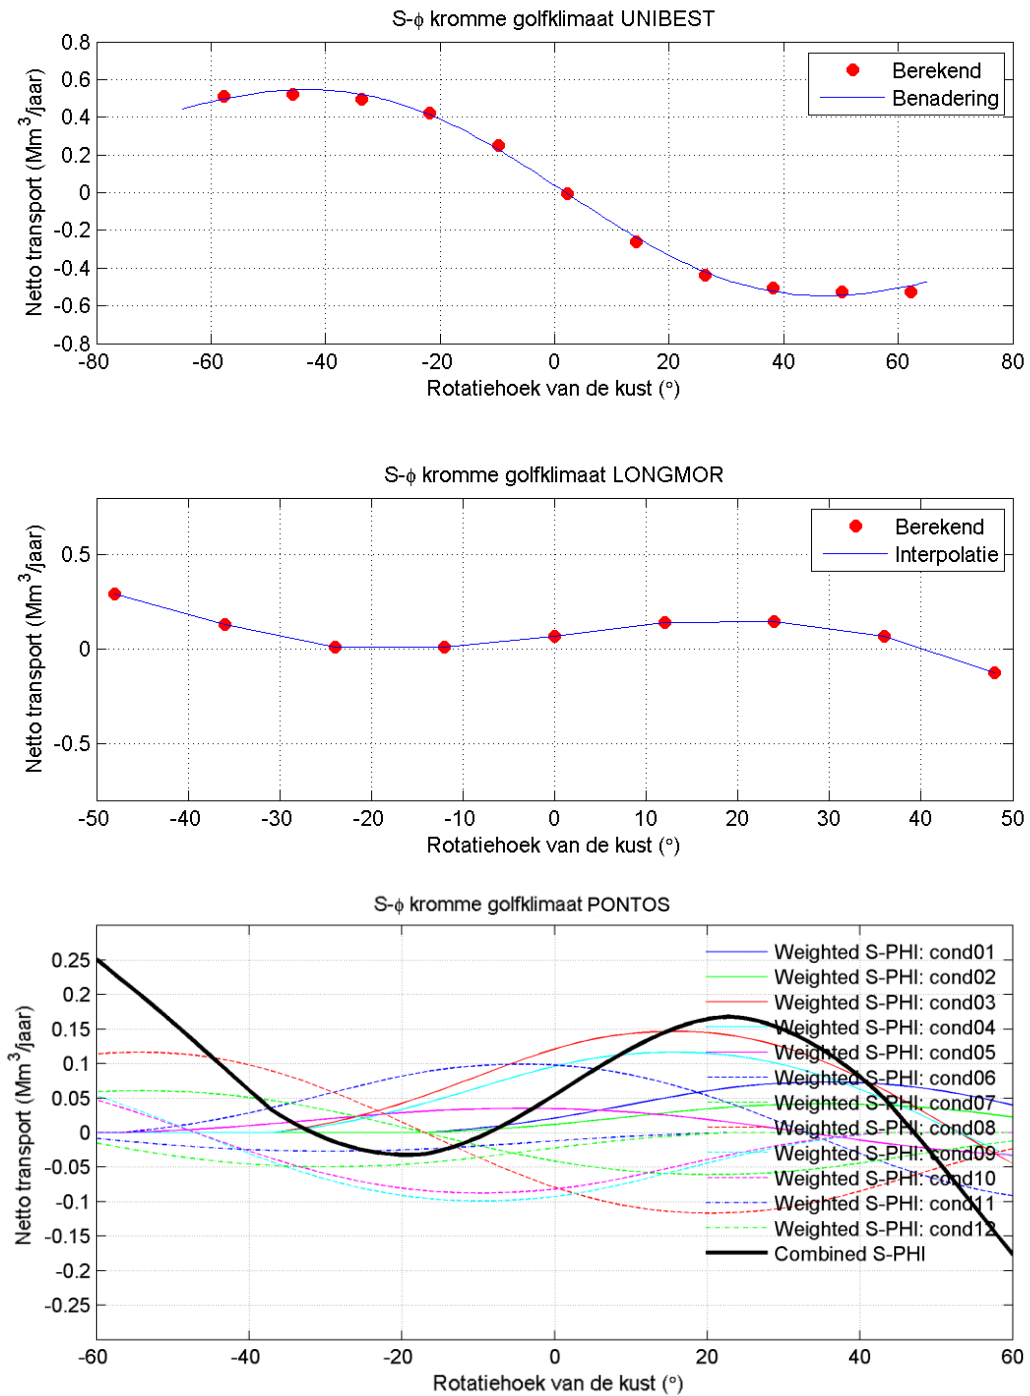 S-ϕ kromme golfklimaat UNIBEST
Netto transport (Mm³/jaar)
0.8
0.6
0.4
0.2
0
-0.2
-0.4
-0.6
-0.8
Berekend
Benadering
-80 -60 -40 -20 0 20 40 60 80
Rotatiehoek van de kust (°)
S-ϕ kromme golfklimaat LONGMOR
Netto transport (Mm³/jaar)
0.5
0
-0.5
Berekend
Interpolatie
-50 -40 -30 -20 -10 0 10 20 30 40 50
Rotatiehoek van de kust (°)
S-ϕ kromme golfklimaat PONTOS
Netto transport (Mm³/jaar)
0.25
0.2
0.15
0.1
0.05
0
-0.05
-0.1
-0.15
-0.2
-0.25
Weighted S-PHI: cond01
Weighted S-PHI: cond02
Weighted S-PHI: cond03
Weighted S-PHI: cond04
Weighted S-PHI: cond05
Weighted S-PHI: cond06
Weighted S-PHI: cond07
Weighted S-PHI: cond08
Weighted S-PHI: cond09
Weighted S-PHI: cond10
Weighted S-PHI: cond11
Weighted S-PHI: cond12
Combined S-PHI
-60 -40 -20 0 20 40 60
Rotatiehoek van de kust (°)